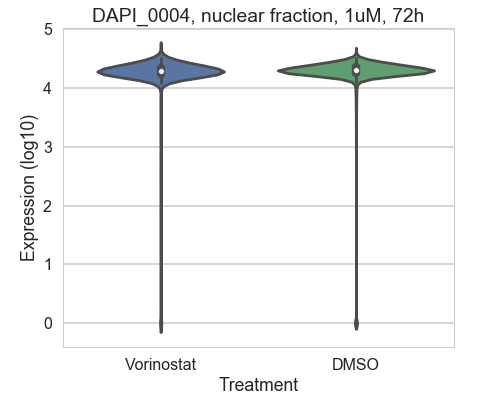 DAPI_0004, nuclear fraction, 1uM, 72h
5
4
3
2
1
0
Expression (log10)
Vorinostat DMSO
Treatment